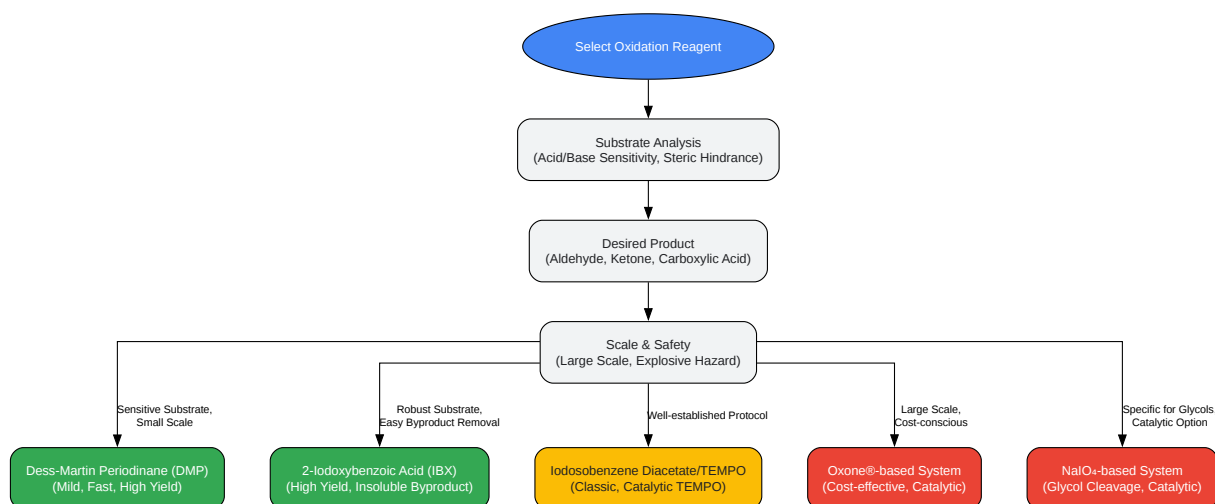 Select Oxidation Reagent
Substrate Analysis
(Acid/Base Sensitivity, Steric Hindrance)
Desired Product
(Aldehyde, Ketone, Carboxylic Acid)
Scale & Safety
(Large Scale, Explosive Hazard)
Sensitive Substrate,
Small Scale
Robust Substrate,
Easy Byproduct Removal
Well-established Protocol
Large Scale,
Cost-conscious
Specific for Glycols,
Catalytic Option
Dess-Martin Periodinane (DMP)
(Mild, Fast, High Yield)
2-Iodoxybenzoic Acid (IBX)
(High Yield, Insoluble Byproduct)
Iodosobenzene Diacetate/TEMPO
(Classic, Catalytic TEMPO)
Oxone®-based System
(Cost-effective, Catalytic)
NaIO₄-based System
(Glycol Cleavage, Catalytic)